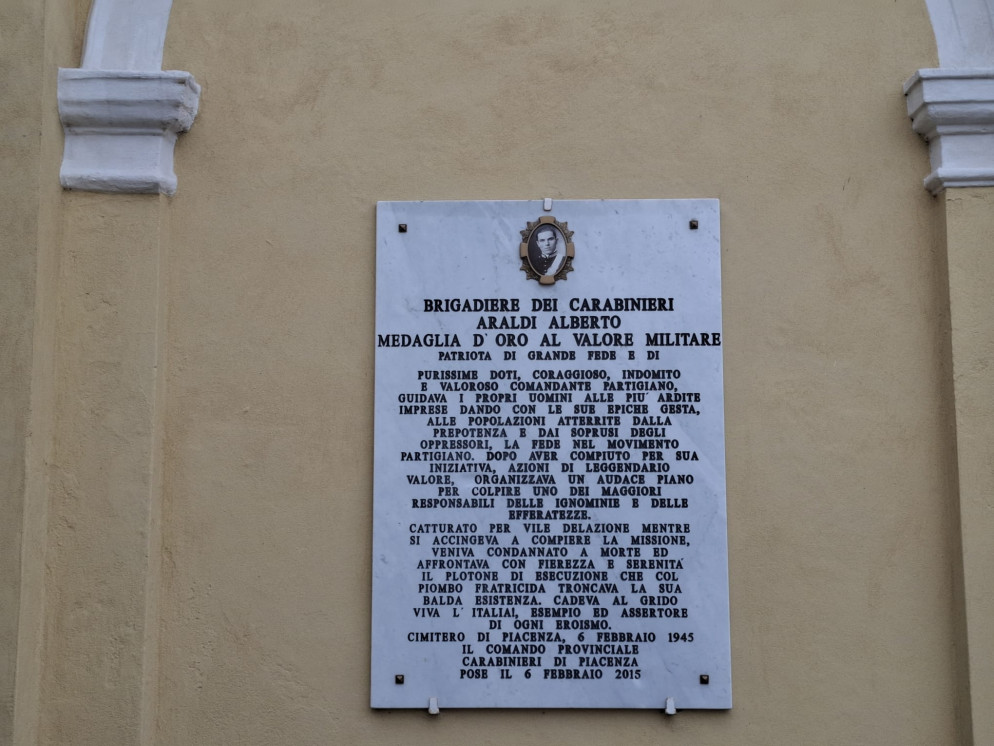 BRIGADIERE DEI CARABINIERI
ARALDI ALBERTO
MEDAGLIA D'ORO AL VALORE MILITARE
PATRIOTA DI GRANDE FEDE E DI
PURISSIME DOTI, CORAGGIOSO, INDOMITO
E VALOROSO COMANDANTE PARTIGIANO,
GUIDAVA I PROPRI UOMINI ALLE PIU' ARDITE
IMPRESE DANDO CON LE SUE EPICHE GESTA,
ALLE POPOLAZIONI ATTERRITE DALLA
PREPOTENZA E DAI SOPRUSI DEGLI
OPPRESSORI, LA FEDE NEL MOVIMENTO
PARTIGIANO. DOPO AVER COMPIUTO PER SUA
INIZIATIVA, AZIONI DI LEGGENDARIO
VALORE, ORGANIZZAVA UN AUDACE PIANO
PER COLPIRE UNO DEI MAGGIORI
RESPONSABILI DELLE IGNOMINIE E DELLE
EFFERATEZZE.
CATTURATO PER VILE DELAZIONE MENTRE
SI ACCINGEVA A COMPIERE LA MISSIONE,
VENIVA CONDANNATO A MORTE ED
AFFRONTAVA CON FIEREZZA E SERENITA'
IL PLOTONE DI ESECUZIONE CHE COL
PIOMBO FRATRICIDA TRONCAVA LA SUA
BALDA ESISTENZA. CADEVA AL GRIDO
VIVA L'ITALIA!, ESEMPIO ED ASSERTORE
DI OGNI EROISMO.
CIMITERO DI PIACENZA, 6 FEBBRAIO 1945
IL COMANDO PROVINCIALE
CARABINIERI DI PIACENZA
POSE IL 6 FEBBRAIO 2015